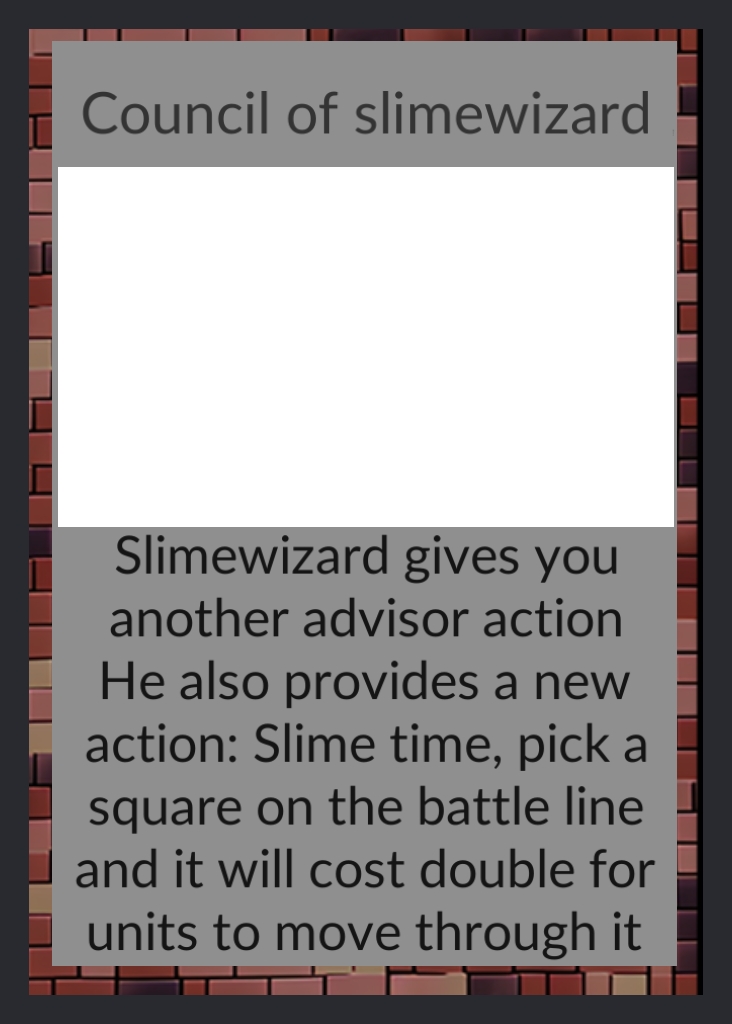 Council of slimewizard
Slimewizard gives you
another advisor action
He also provides a new
action: Slime time, pick a
square on the battle line
and it will cost double for
units to move through it